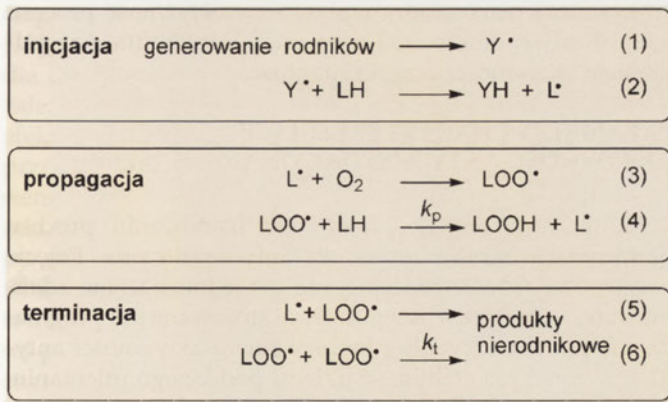 inicjacja generowanie rodników ⟶ Y• (1)
Y• + LH ⟶ YH + L• (2)
propagacja L• + O₂ ⟶ LOO• (3)
LOO• + LH ⟶ kp LOOH + L• (4)
terminacja L• + LOO• ⟶ produkty nierodnikowe (5)
LOO• + LOO• ⟶ kt (6)